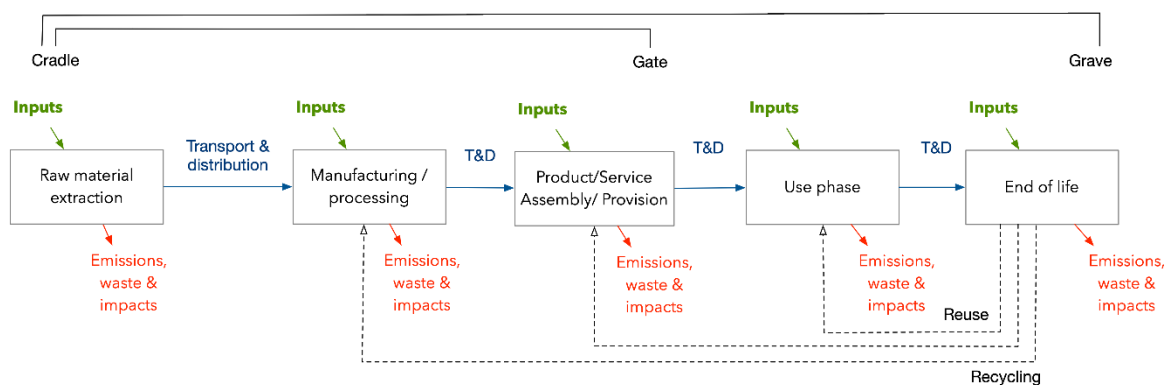 Cradle
Gate
Grave
Inputs
Inputs
Inputs
Inputs
Inputs
Transport &
distribution
T&D
T&D
T&D
Raw material
extraction
Manufacturing /
processing
Product/Service
Assembly/ Provision
Use phase
End of life
Emissions,
waste &
impacts
Emissions,
waste &
impacts
Emissions,
waste &
impacts
Emissions,
waste &
impacts
Emissions,
waste &
impacts
Reuse
Recycling